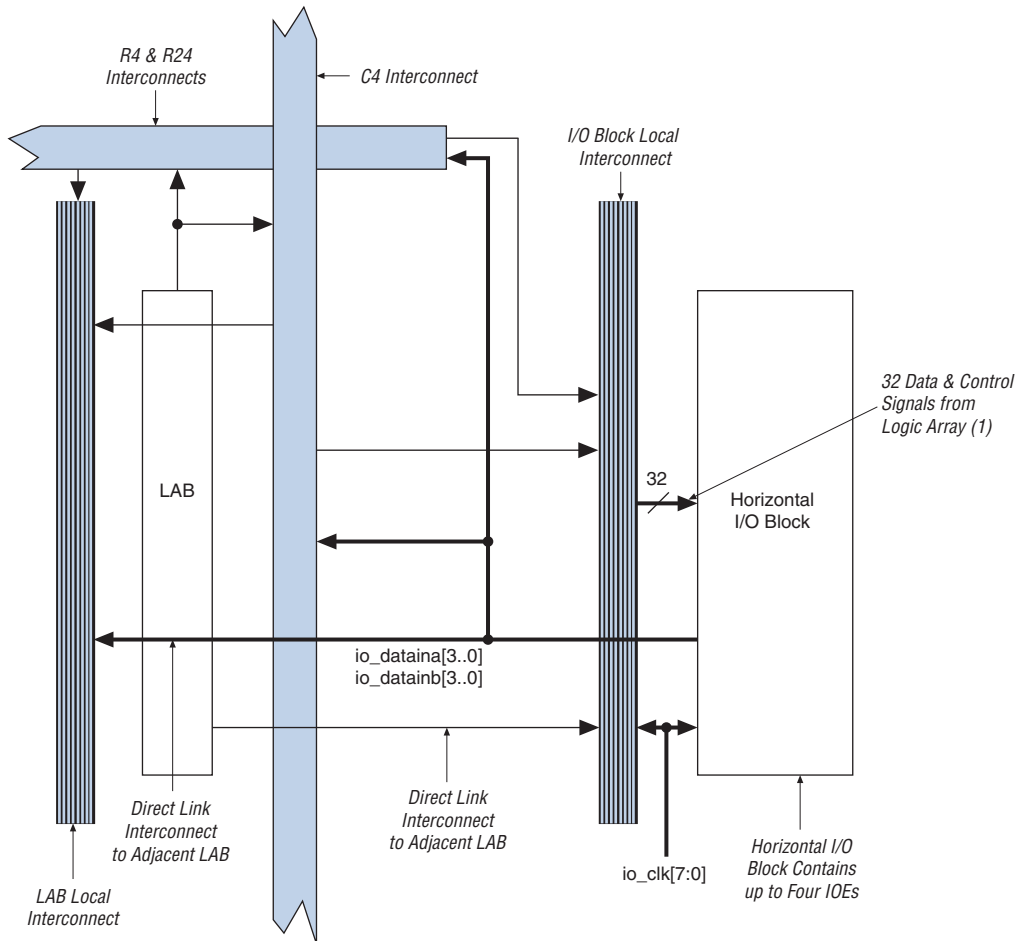 R4 & R24
Interconnects
C4 Interconnect
I/O Block Local
Interconnect
32 Data & Control
Signals from
Logic Array (1)
32
LAB
Horizontal
I/O Block
io_dataina[3..0]
io_datainb[3..0]
Direct Link
Interconnect
to Adjacent LAB
Direct Link
Interconnect
to Adjacent LAB
io_clk[7:0]
Horizontal I/O
Block Contains
up to Four IOEs
LAB Local
Interconnect